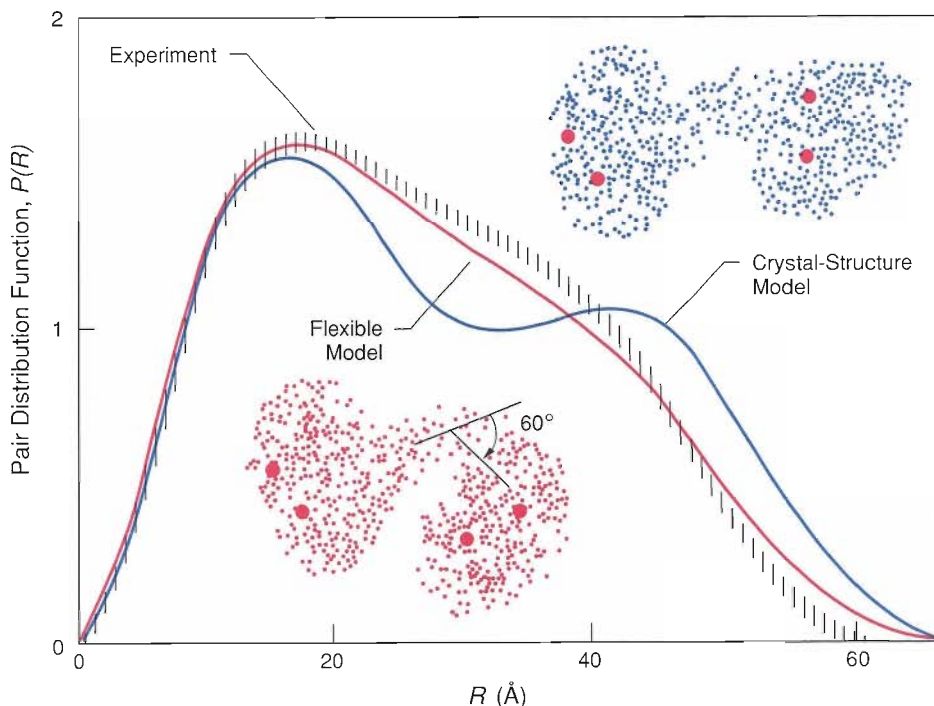 2
Experiment
Pair Distribution Function, P(R)
Crystal-Structure
Model
1
Flexible
Model
60°
0
0
20
40
60
R (Å)